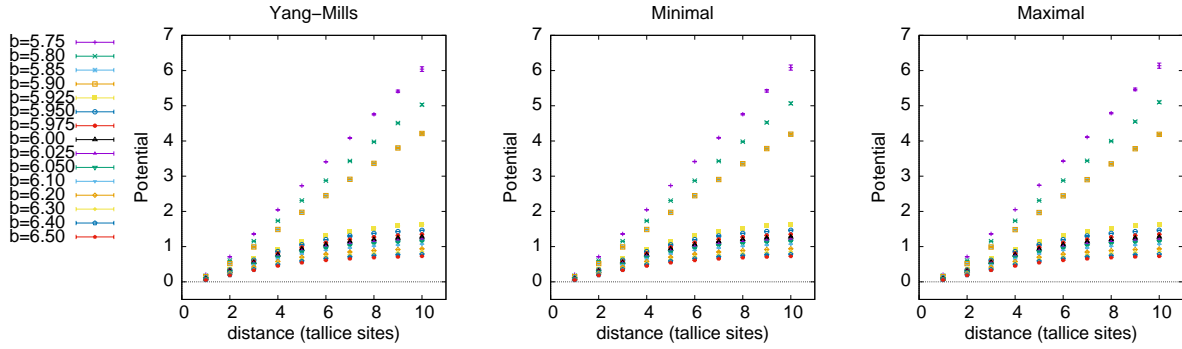 Yang−Mills
Minimal
Maximal
b=5.75
b=5.80
b=5.85
b=5.90
b=5.925
b=5.950
b=5.975
b=6.00
b=6.025
b=6.050
b=6.10
b=6.20
b=6.30
b=6.40
b=6.50
Potential
7
6
5
4
3
2
1
0
0 2 4 6 8 10
distance (tallice sites)
Potential
7
6
5
4
3
2
1
0
0 2 4 6 8 10
distance (tallice sites)
Potential
7
6
5
4
3
2
1
0
0 2 4 6 8 10
distance (tallice sites)